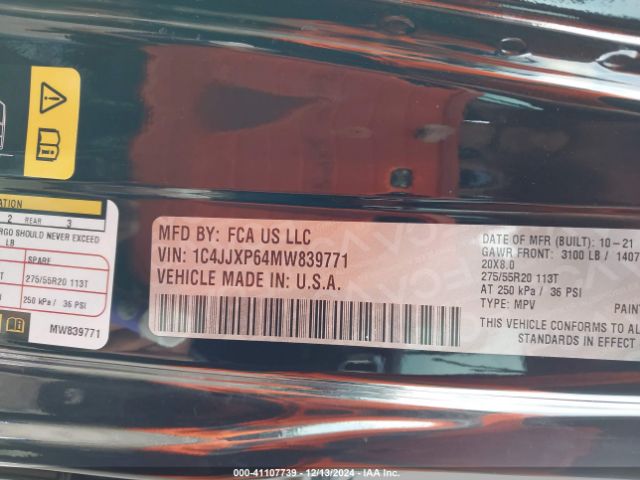 ATION
2 REAR 3
RGO SHOULD NEVER EXCEED
LB
SPARE
275/55R20 113T
250 kPa / 36 PSI
MW839771
MFD BY: FCA US LLC
VIN: 1C4JJXP64MW839771
VEHICLE MADE IN: U.S.A.
DATE OF MFR (BUILT): 10-21
GAWR FRONT: 3100 LB / 1407
20X8.0
275/55R20 113T
AT 250 kPa / 36 PSI
TYPE: MPV PAIN
THIS VEHICLE CONFORMS TO AL
STANDARDS IN EFFECT
0-41107739 - 12/13/2024 - IAA Inc.